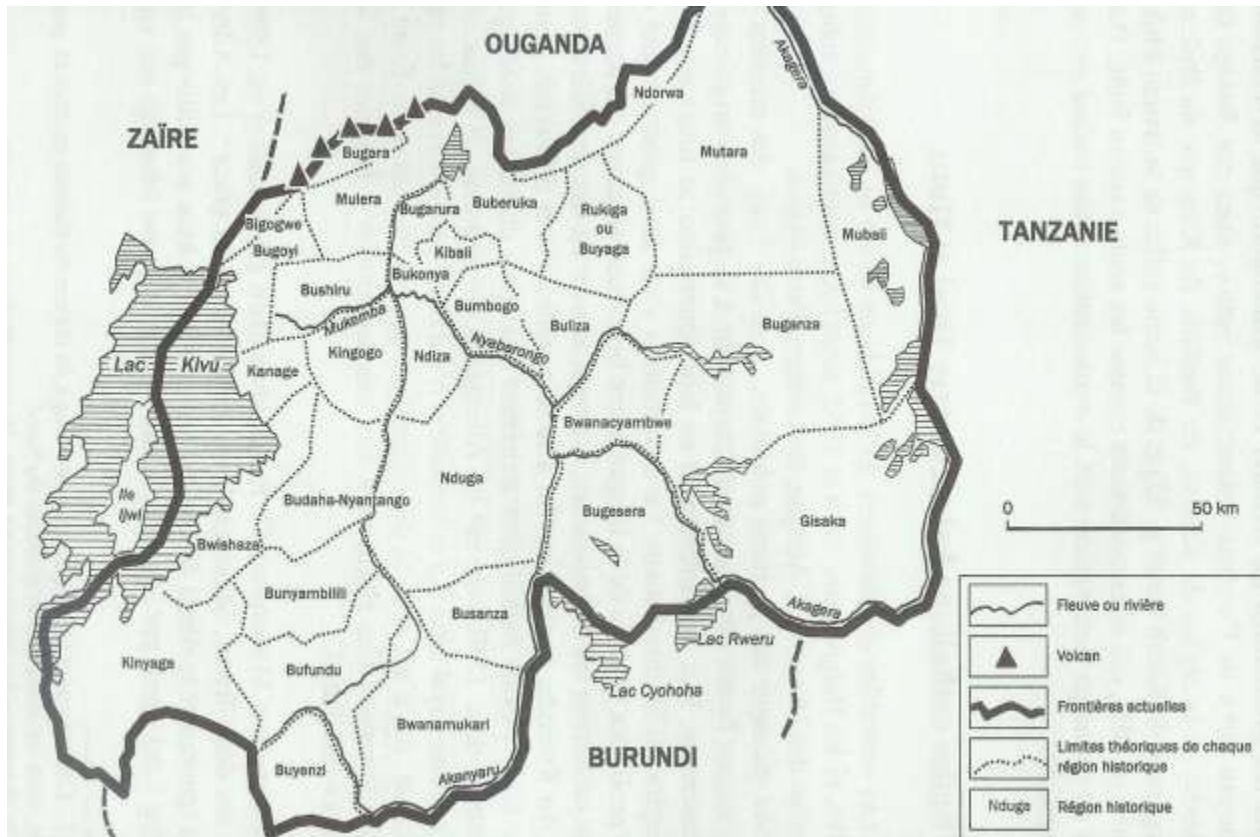 OUGANDA
ZAÏRE
TANZANIE
BURUNDI
Akagera
Ndorwa
Mutara
Bugara
Mulera
Bugarura
Buberuka
Rukiga
ou
Buyaga
Mubali
Bigogwe
Bugoyi
Kibali
Bukonya
Bushiru
Mukamba
Bumbogo
Buliza
Buganza
Nyabarongo
Kingogo
Ndiza
Kanage
Lac Kivu
Bwanacyambwe
Nduga
Ile
Ijwi
Budaha-Nyantango
Bugesera
Gisaka
Bwishaza
Bunyambilili
Busanza
Akagera
Lac Rweru
Kinyaga
Bufundu
Lac Cyohoha
Bwanamukari
Buyenzi
Akanyaru
0 50 km
Fleuve ou rivière
Volcan
Frontières actuelles
Limites théoriques de chaque
région historique
Nduga Région historique